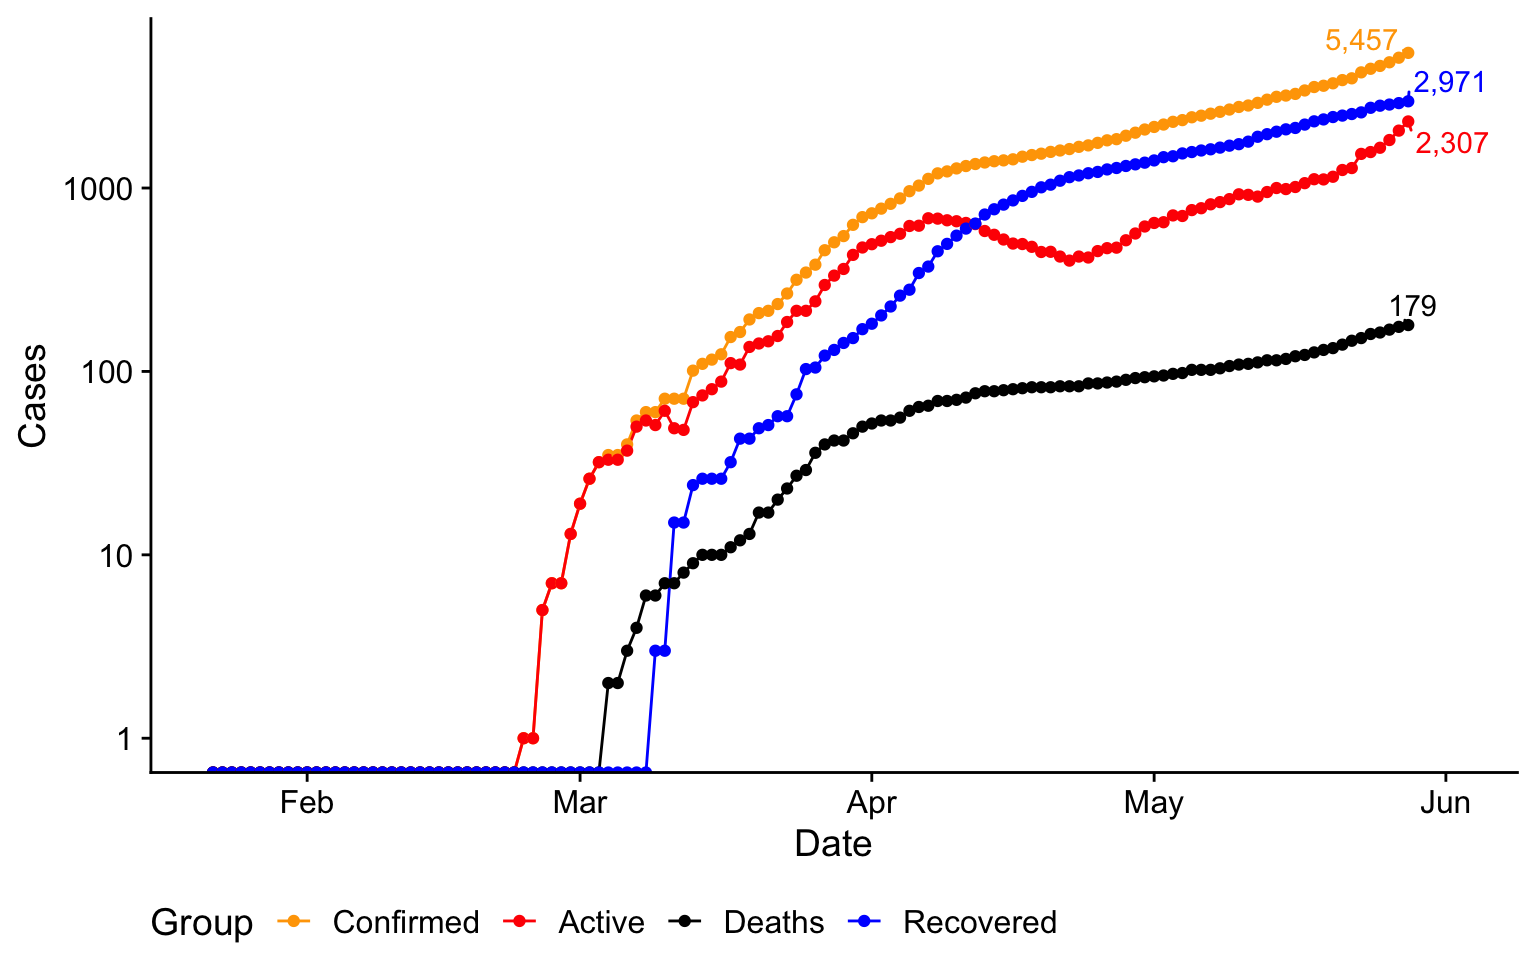 5,457
2,971
2,307
179
1000
100
10
1
Cases
Feb Mar Apr May Jun
Date
Group Confirmed Active Deaths Recovered